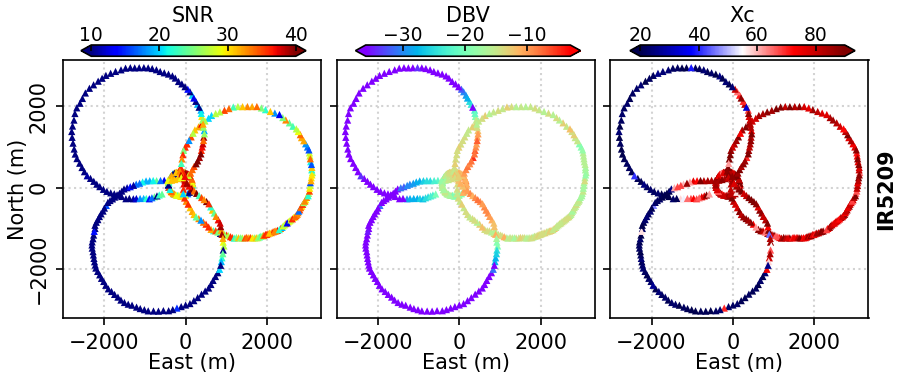 SNR DBV Xc
10 20 30 40 −30 −20 −10 20 40 60 80
North (m)
2000
0
−2000
−2000 0 2000 −2000 0 2000 −2000 0 2000
East (m) East (m) East (m)
IR5209